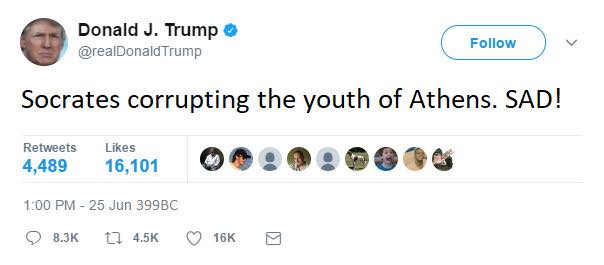 Donald J. Trump
@realDonaldTrump
Follow
Socrates corrupting the youth of Athens. SAD!
Retweets Likes
4,489 16,101
1:00 PM - 25 Jun 399BC
8.3K 4.5K 16K